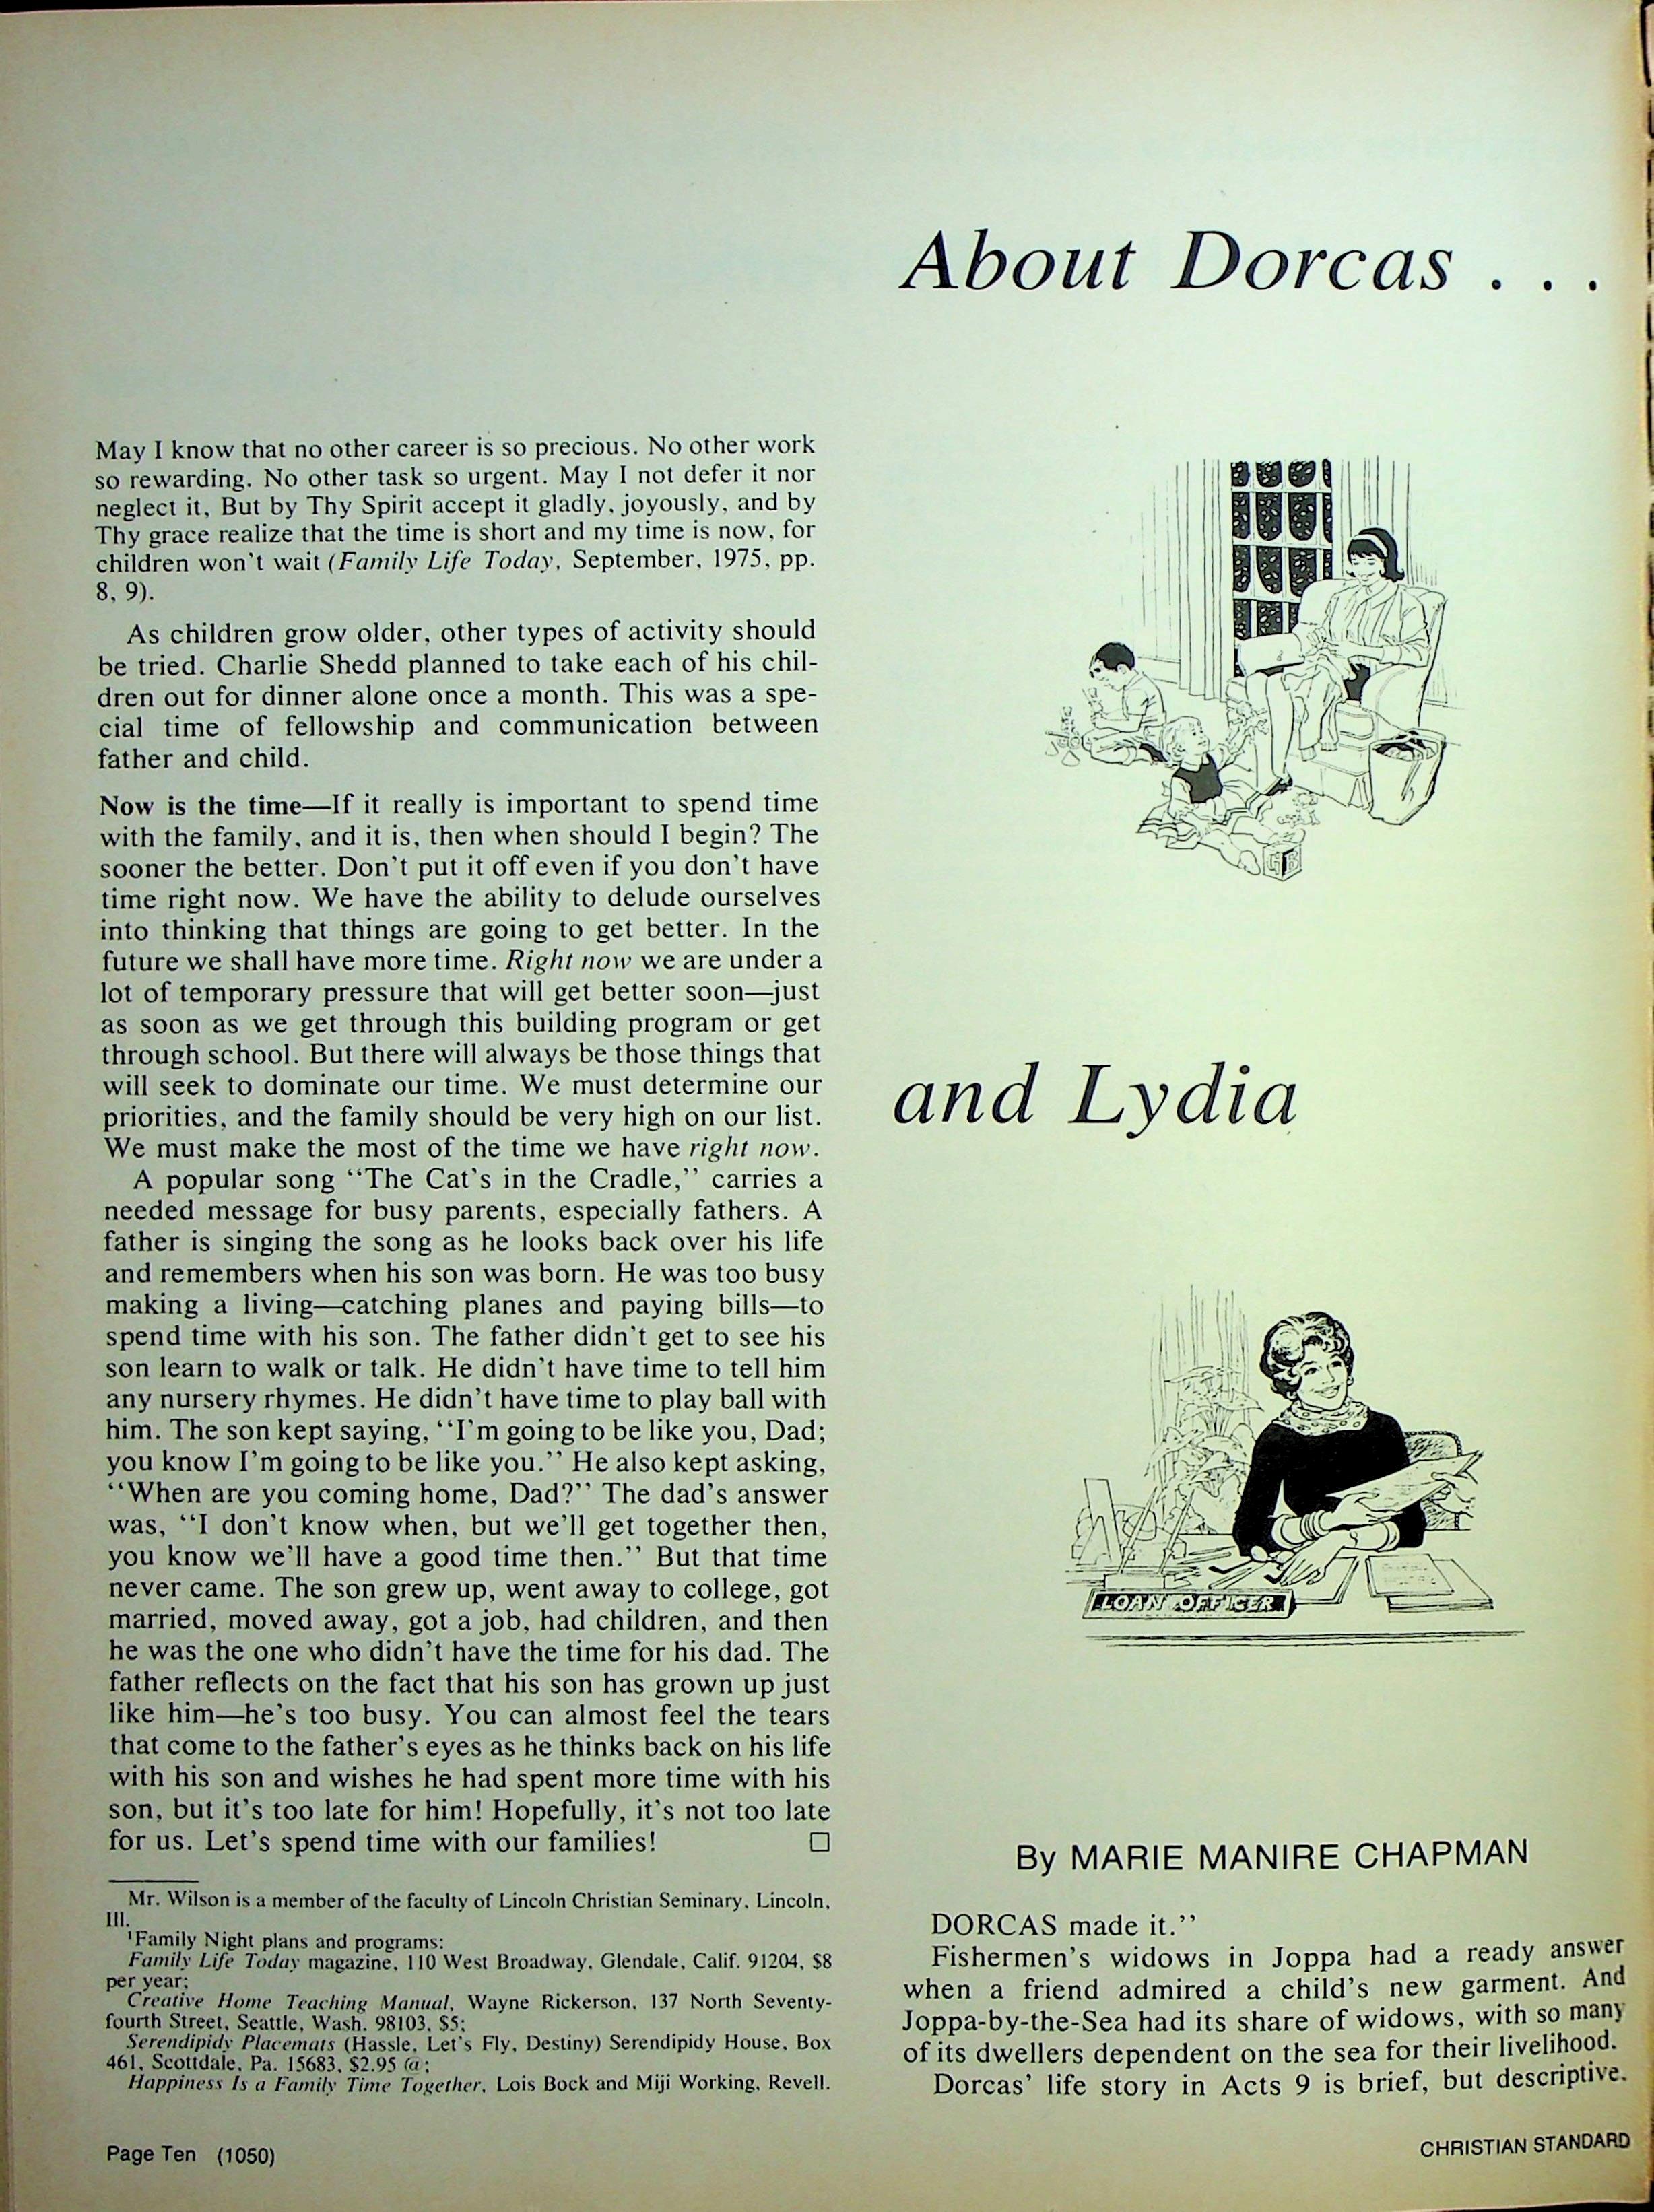 May I know that no other career is so precious. No other work
so rewarding. No other task so urgent. May I not defer it nor
neglect it, But by Thy Spirit accept it gladly, joyously, and by
Thy grace realize that the time is short and my time is now, for
children won't wait (Family Life Today, September, 1975, pp.
8, 9).
As children grow older, other types of activity should
be tried. Charlie Shedd planned to take each of his chil-
dren out for dinner alone once a month. This was a spe-
cial time of fellowship and communication between
father and child.
Now is the time—If it really is important to spend time
with the family, and it is, then when should I begin? The
sooner the better. Don't put it off even if you don't have
time right now. We have the ability to delude ourselves
into thinking that things are going to get better. In the
future we shall have more time. Right now we are under a
lot of temporary pressure that will get better soon—just
as soon as we get through this building program or get
through school. But there will always be those things that
will seek to dominate our time. We must determine our
priorities, and the family should be very high on our list.
We must make the most of the time we have right now.
A popular song "The Cat's in the Cradle," carries a
needed message for busy parents, especially fathers. A
father is singing the song as he looks back over his life
and remembers when his son was born. He was too busy
making a living—catching planes and paying bills—to
spend time with his son. The father didn't get to see his
son learn to walk or talk. He didn't have time to tell him
any nursery rhymes. He didn't have time to play ball with
him. The son kept saying, "I'm going to be like you, Dad;
you know I'm going to be like you." He also kept asking,
"When are you coming home, Dad?" The dad's answer
was, "I don't know when, but we'll get together then,
you know we'll have a good time then." But that time
never came. The son grew up, went away to college, got
married, moved away, got a job, had children, and then
he was the one who didn't have the time for his dad. The
father reflects on the fact that his son has grown up just
like him—he's too busy. You can almost feel the tears
that come to the father's eyes as he thinks back on his life
with his son and wishes he had spent more time with his
son, but it's too late for him! Hopefully, it's not too late
for us. Let's spend time with our families! □
Mr. Wilson is a member of the faculty of Lincoln Christian Seminary, Lincoln,
Ill.
¹Family Night plans and programs:
Family Life Today magazine, 110 West Broadway, Glendale, Calif. 91204, $8
per year;
Creative Home Teaching Manual, Wayne Rickerson, 137 North Seventy-
fourth Street, Seattle, Wash. 98103, $5;
Serendipidy Placemats (Hassle, Let's Fly, Destiny) Serendipidy House, Box
461, Scottdale, Pa. 15683, $2.95 @;
Happiness Is a Family Time Together, Lois Bock and Miji Working, Revell.
Page Ten (1050)
About Dorcas . . .
and Lydia
LOAN OFFICER
By MARIE MANIRE CHAPMAN
DORCAS made it."
Fishermen's widows in Joppa had a ready answer
when a friend admired a child's new garment. And
Joppa-by-the-Sea had its share of widows, with so many
of its dwellers dependent on the sea for their livelihood.
Dorcas' life story in Acts 9 is brief, but descriptive.
CHRISTIAN STANDARD